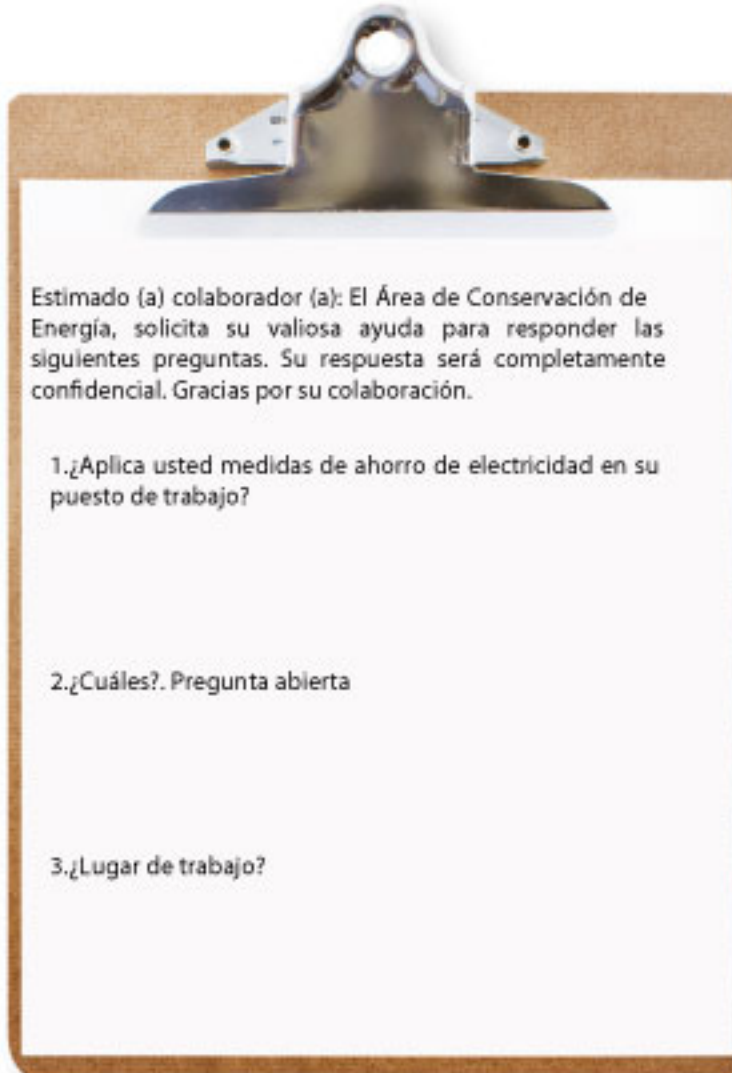 Estimado (a) colaborador (a): El Área de Conservación de
Energía, solicita su valiosa ayuda para responder las
siguientes preguntas. Su respuesta será completamente
confidencial. Gracias por su colaboración.
1.¿Aplica usted medidas de ahorro de electricidad en su
puesto de trabajo?
2.¿Cuáles?. Pregunta abierta
3.¿Lugar de trabajo?